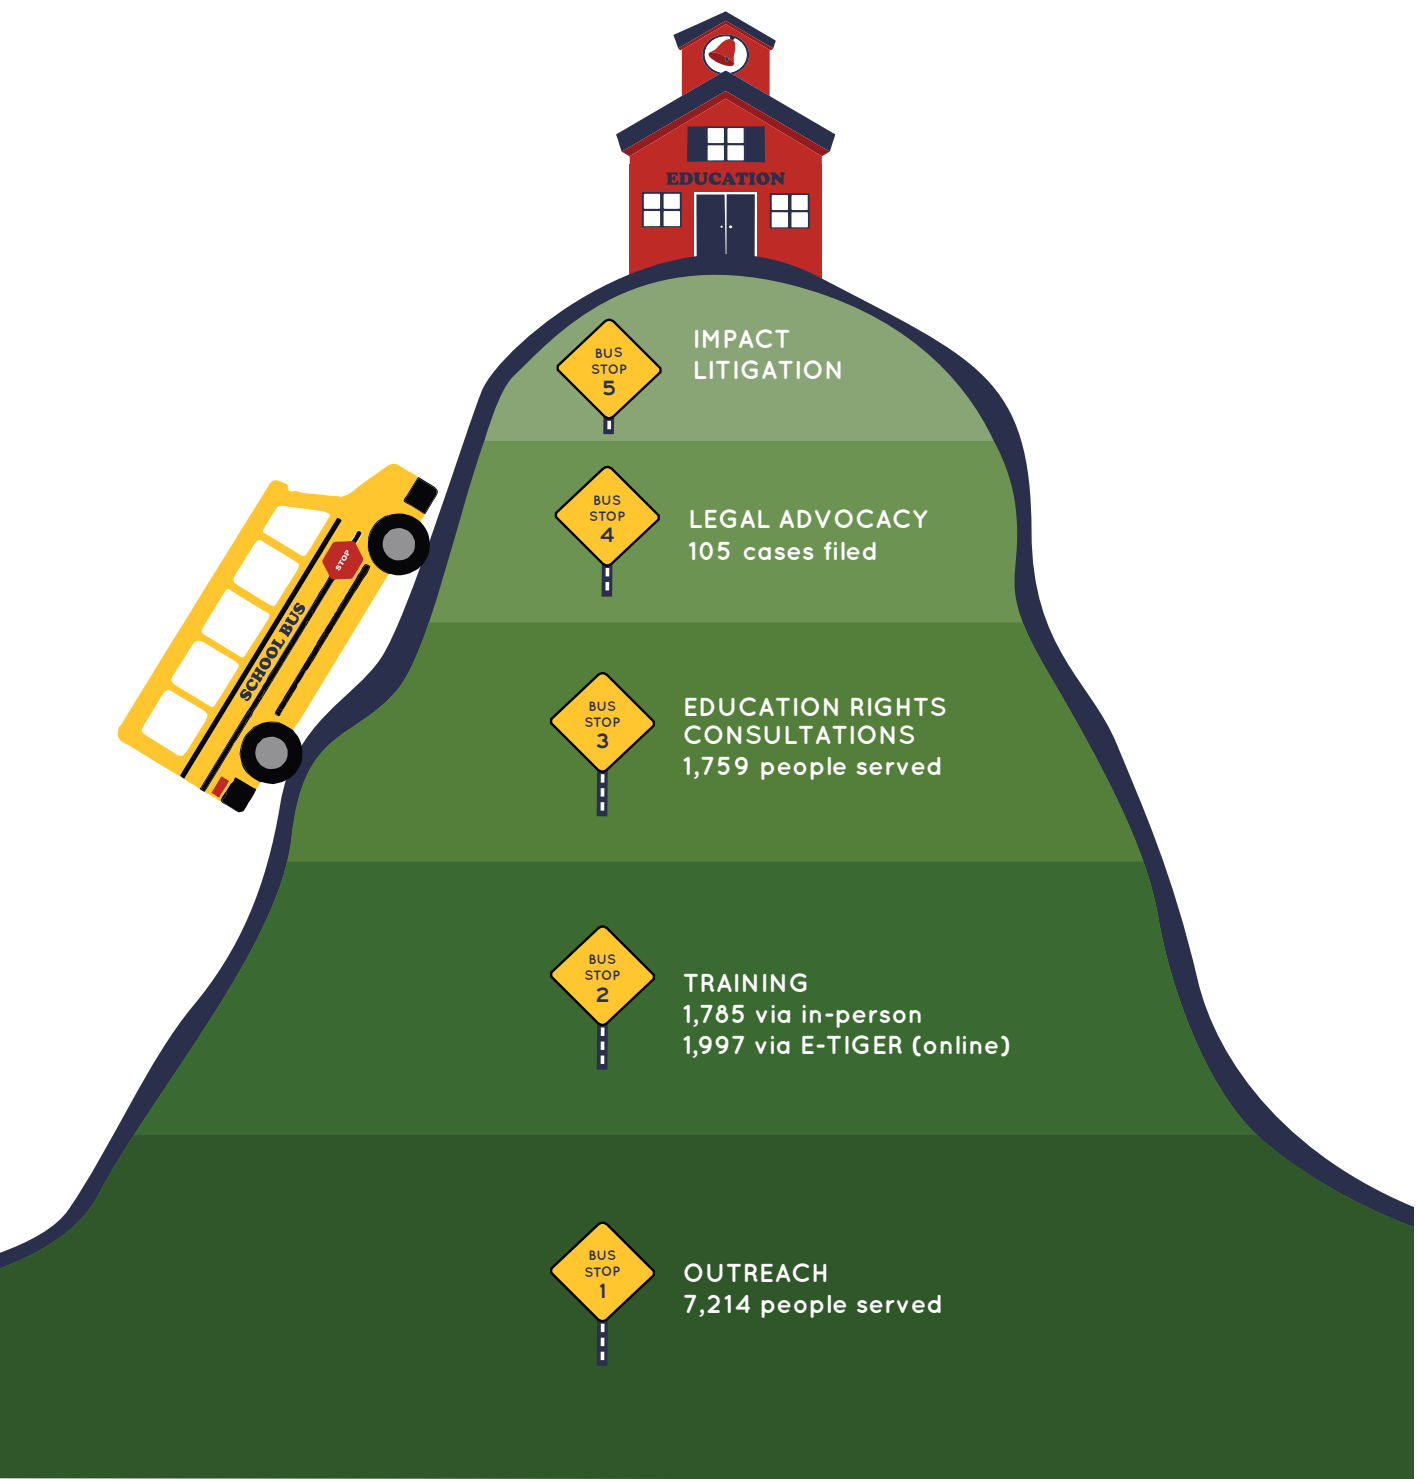 EDUCATION
BUS
STOP
5
IMPACT
LITIGATION
BUS
STOP
4
LEGAL ADVOCACY
105 cases filed
STOP
SCHOOL BUS
BUS
STOP
3
EDUCATION RIGHTS
CONSULTATIONS
1,759 people served
BUS
STOP
2
TRAINING
1,785 via in-person
1,997 via E-TIGER (online)
BUS
STOP
1
OUTREACH
7,214 people served